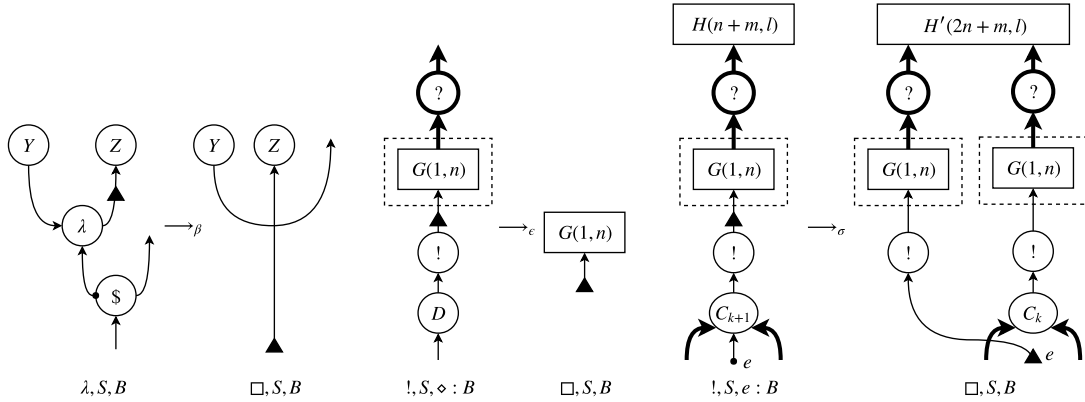 H(n + m, l)
H′(2n + m, l)
? ? ? ?
Y Z Y Z
G(1, n) G(1, n) G(1, n) G(1, n)
λ →β →ϵ G(1, n) →σ
! ! ! !
$ D C_{k+1} C_k
e e
λ, S, B □, S, B !, S, ⋄ : B □, S, B !, S, e : B □, S, B